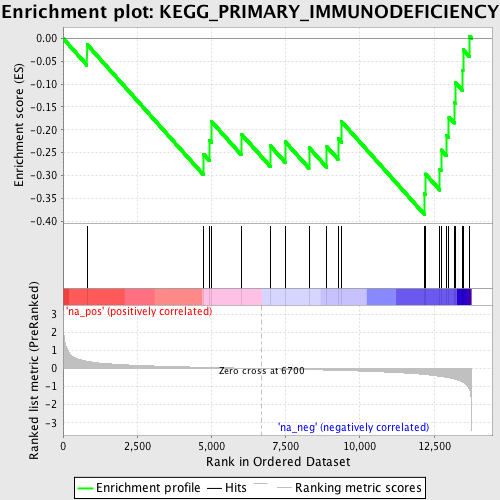 Enrichment plot: KEGG_PRIMARY_IMMUNODEFICIENCY
Enrichment score (ES)
0.00
-0.05
-0.10
-0.15
-0.20
-0.25
-0.30
-0.35
-0.40
'na_pos' (positively correlated)
Ranked list metric (PreRanked)
3
2
1
0
-1
-2
-3
Zero cross at 6700
'na_neg' (negatively correlated)
0
2,500
5,000
7,500
10,000
12,500
Rank in Ordered Dataset
Enrichment profile
Hits
Ranking metric scores